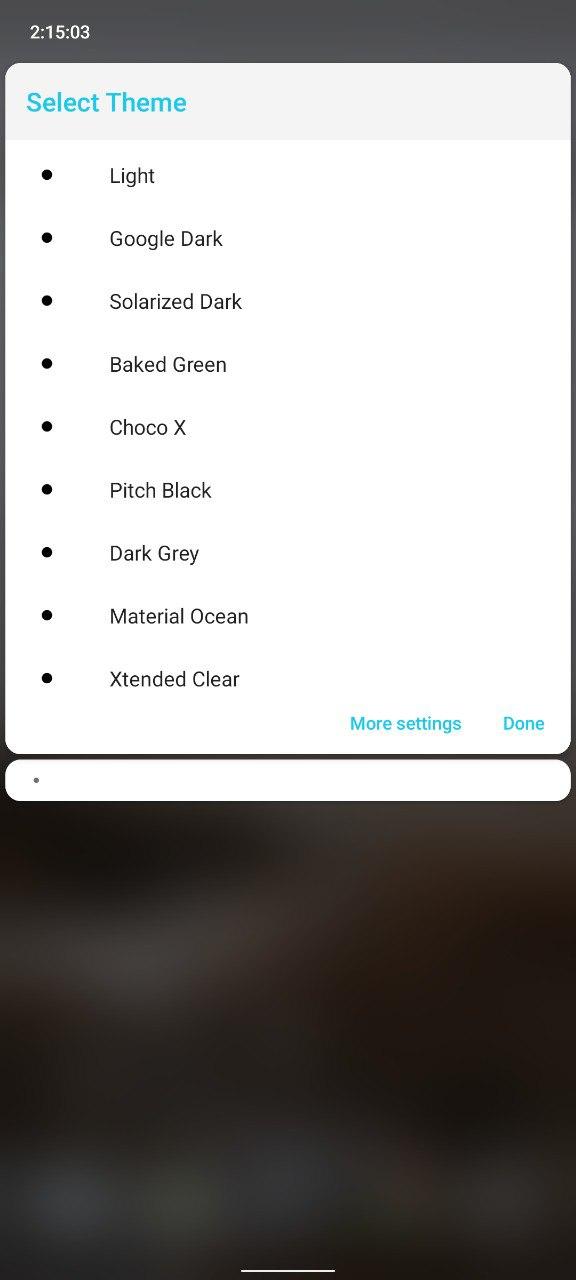 2:15:03
Select Theme
Light
Google Dark
Solarized Dark
Baked Green
Choco X
Pitch Black
Dark Grey
Material Ocean
Xtended Clear
More settings Done